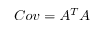 Cov = A^T A